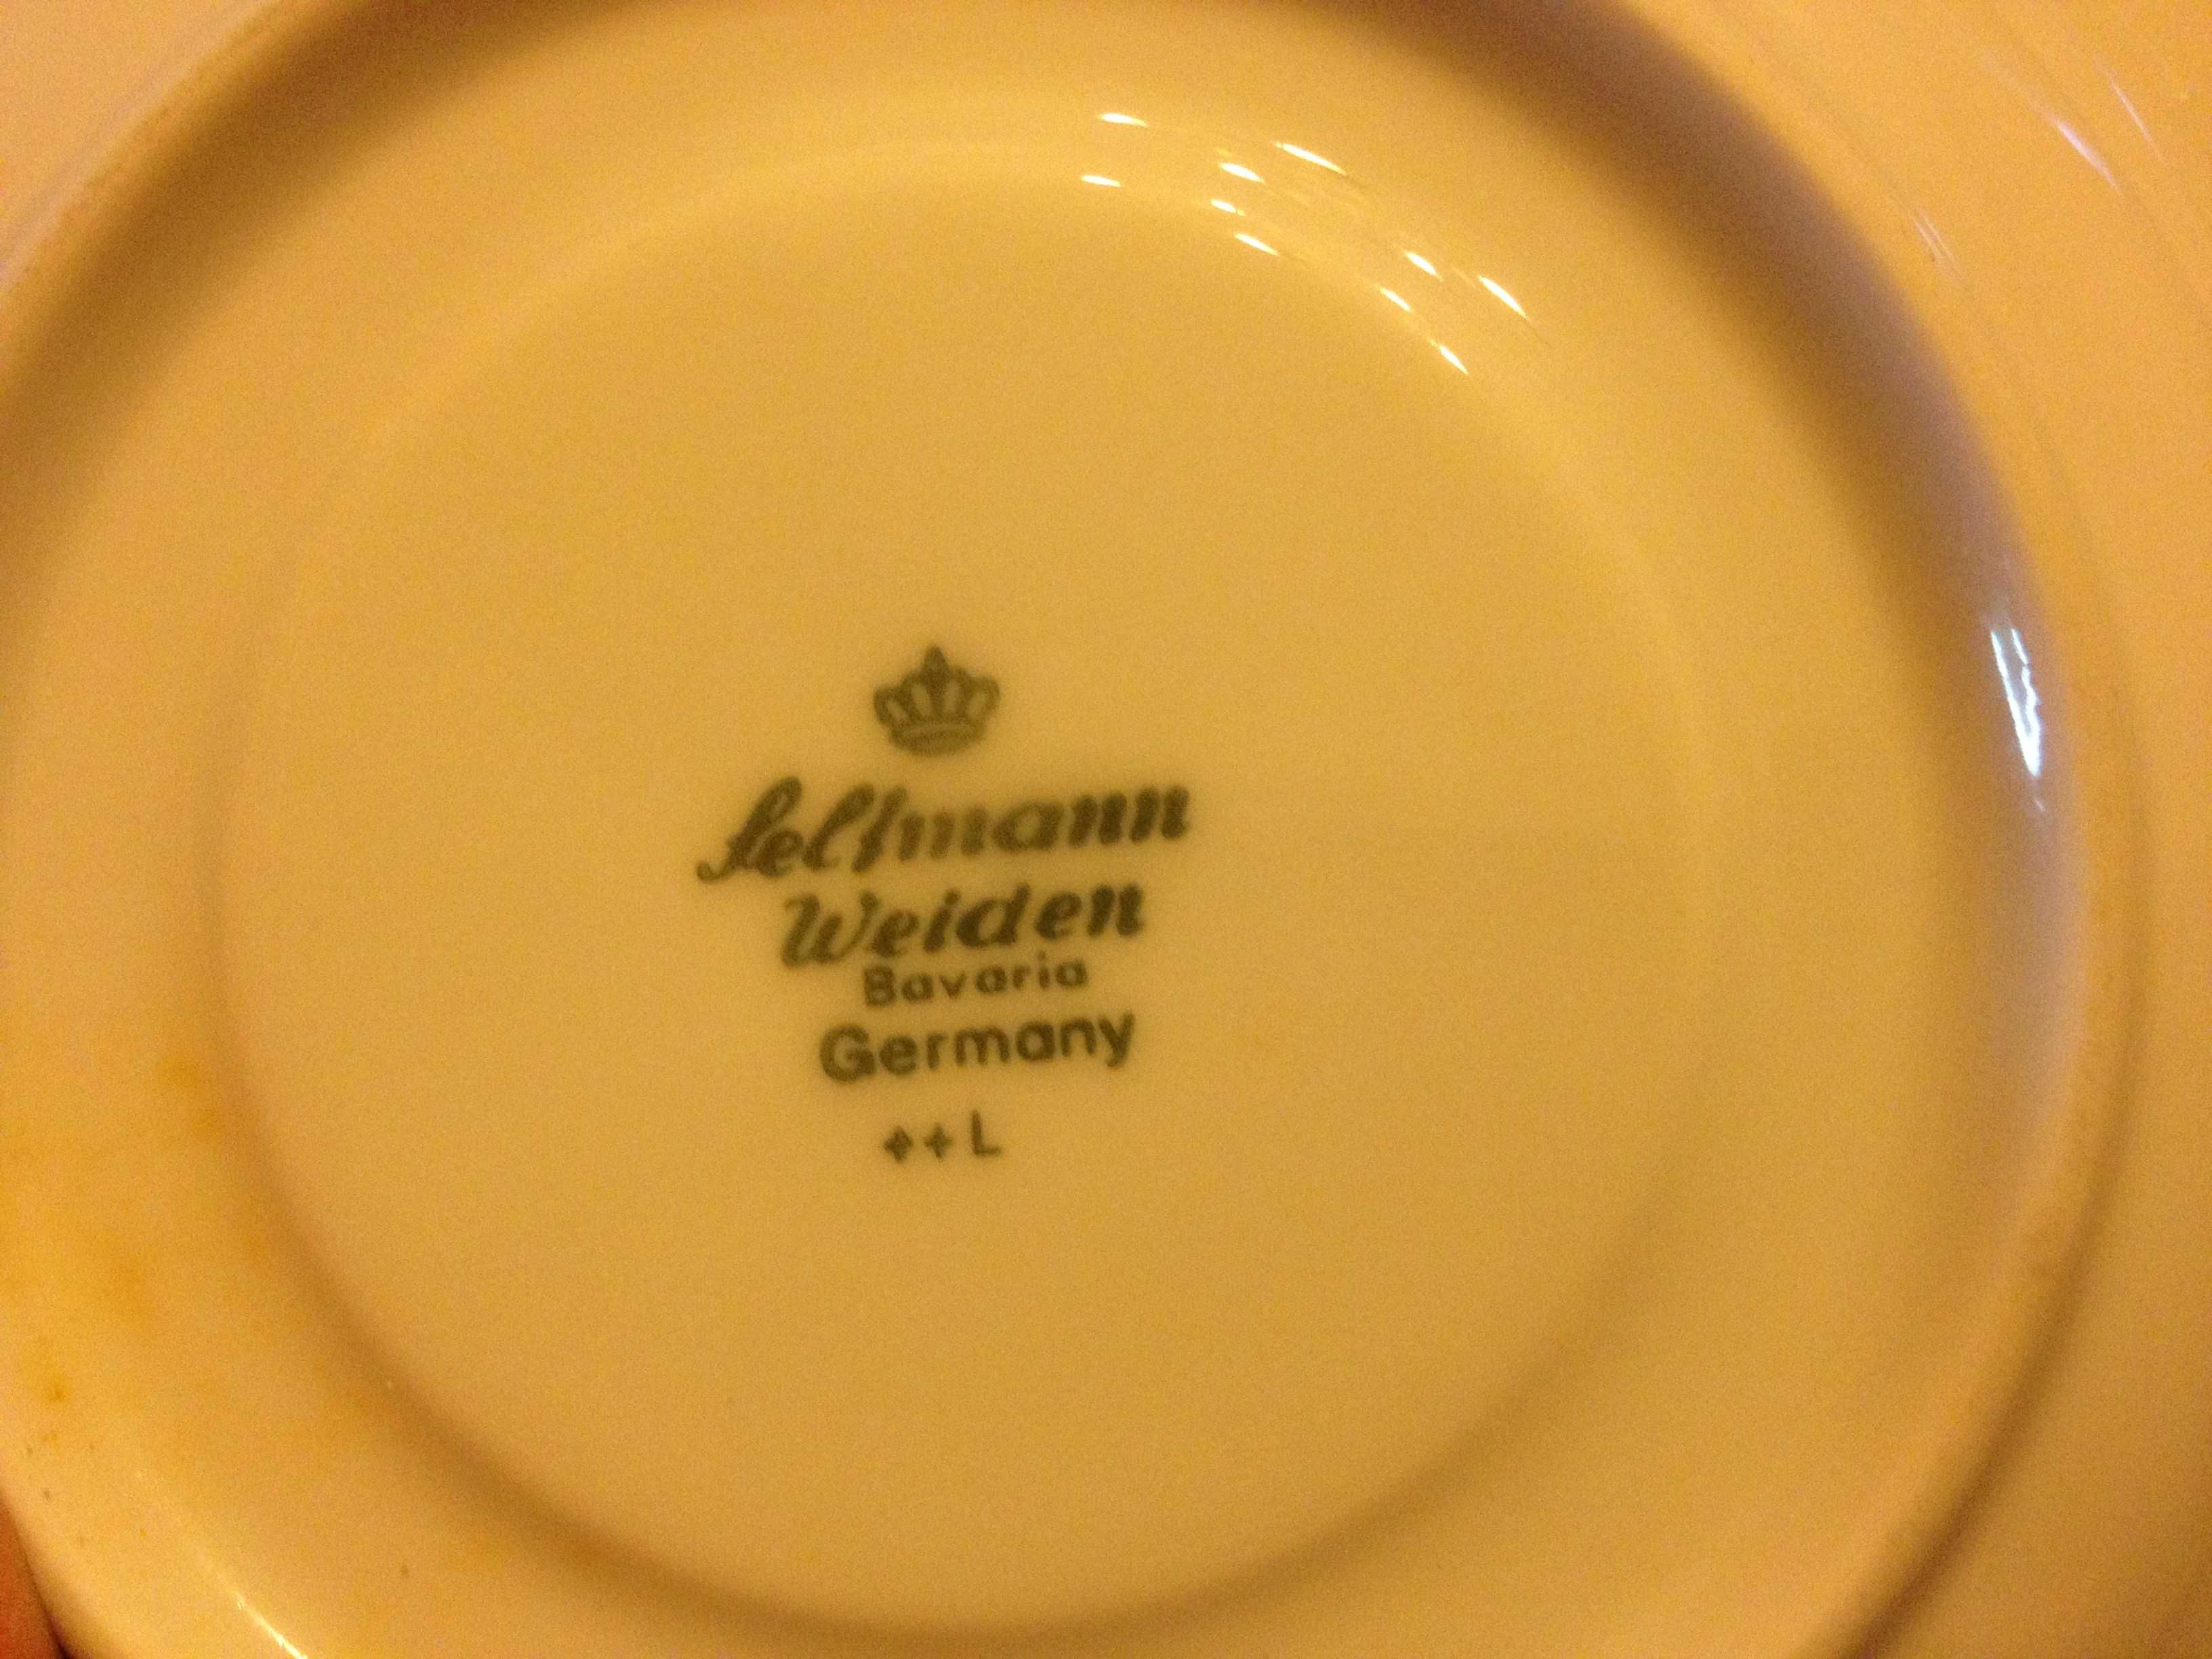 Seltmann
Weiden
Bavaria
Germany
++L